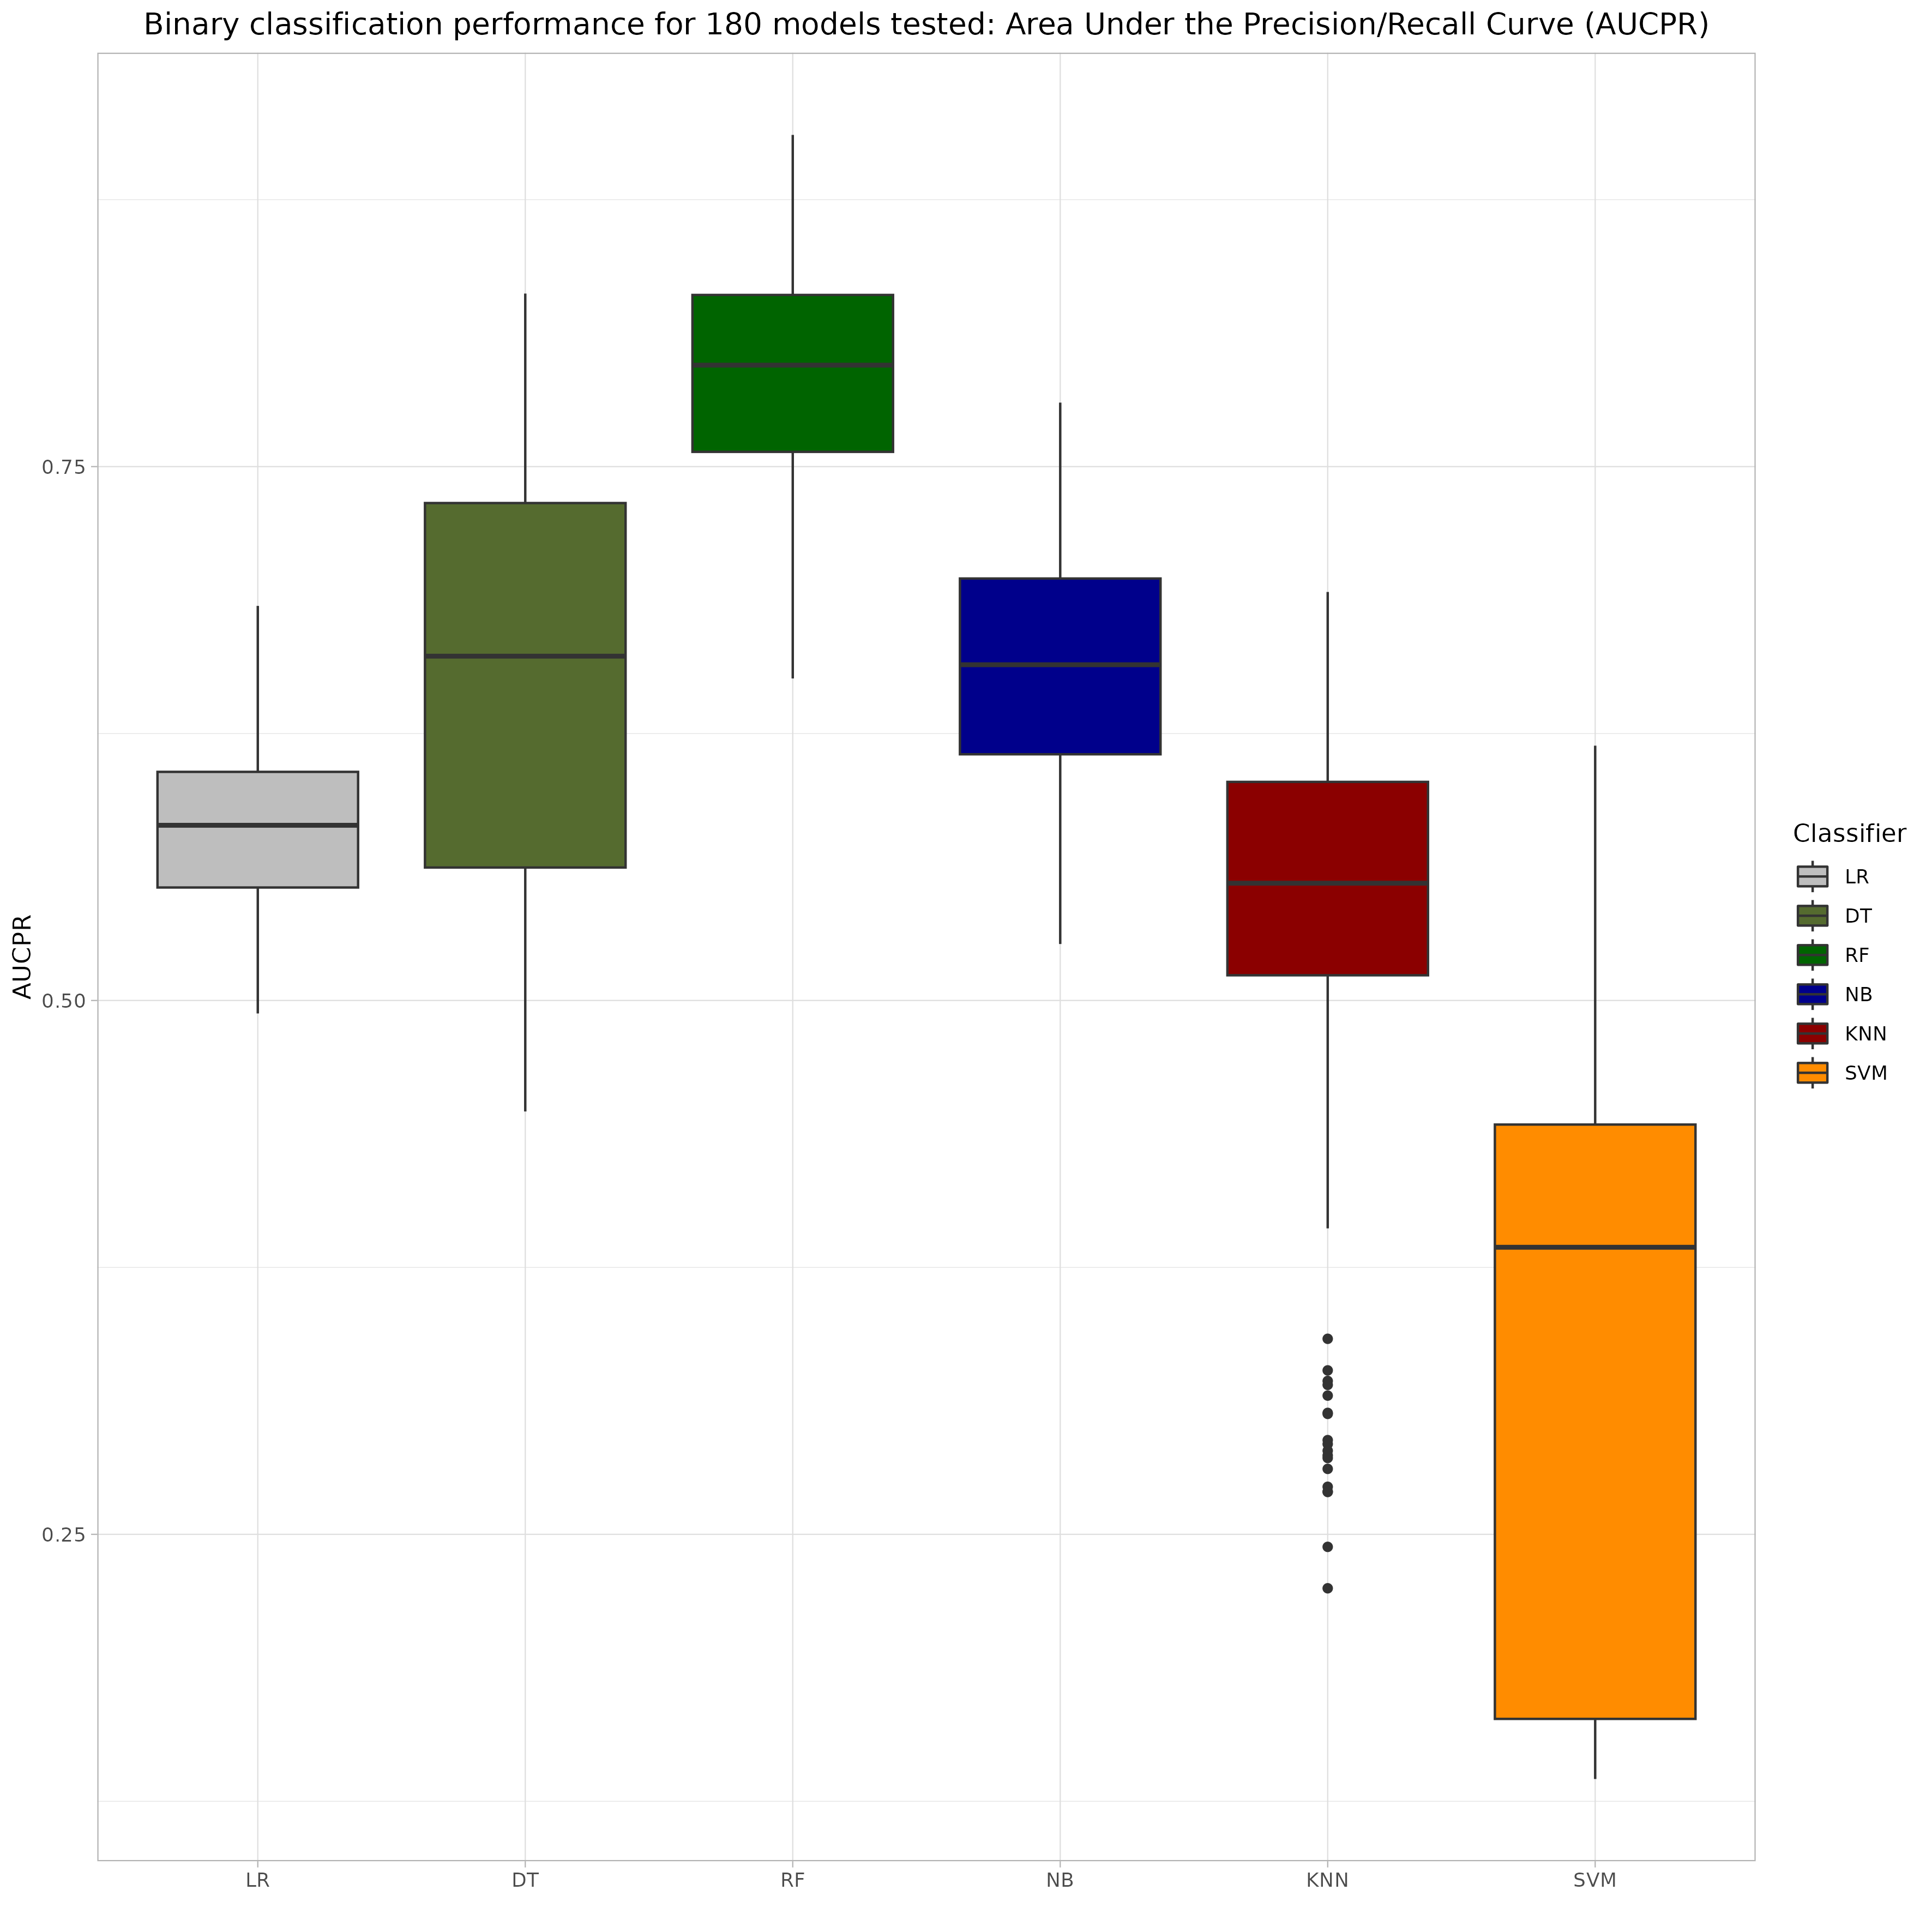 Binary classification performance for 180 models tested: Area Under the Precision/Recall Curve (AUCPR)
AUCPR
0.75
0.50
0.25
LR
DT
RF
NB
KNN
SVM
Classifier
LR
DT
RF
NB
KNN
SVM